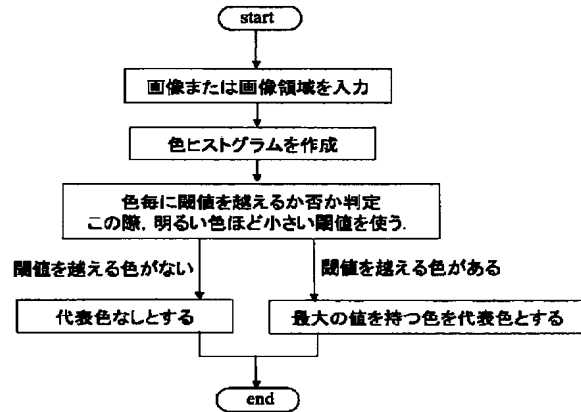 start
画像または画像領域を入力
色ヒストグラムを作成
色毎に閾値を越えるか否か判定
この際, 明るい色ほど小さい閾値を使う.
閾値を越える色がない
閾値を越える色がある
代表色なしとする
最大の値を持つ色を代表色とする
end